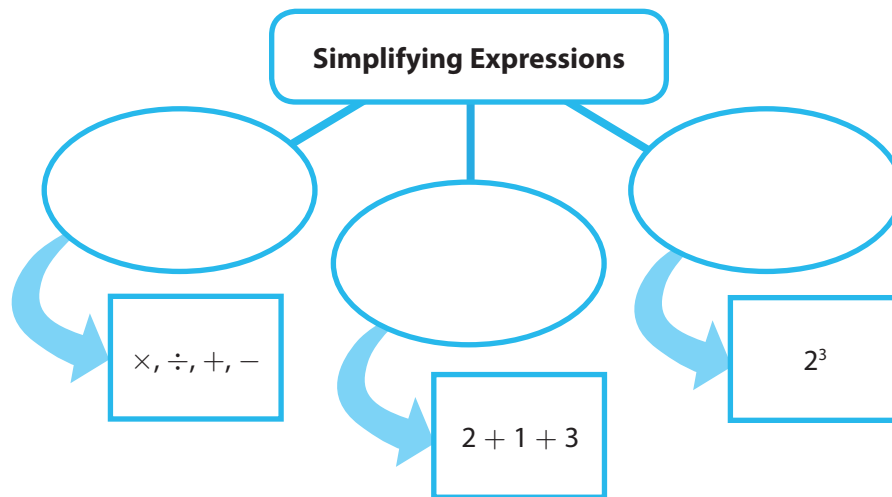 Simplifying Expressions
×, ÷, +, −
2 + 1 + 3
2³